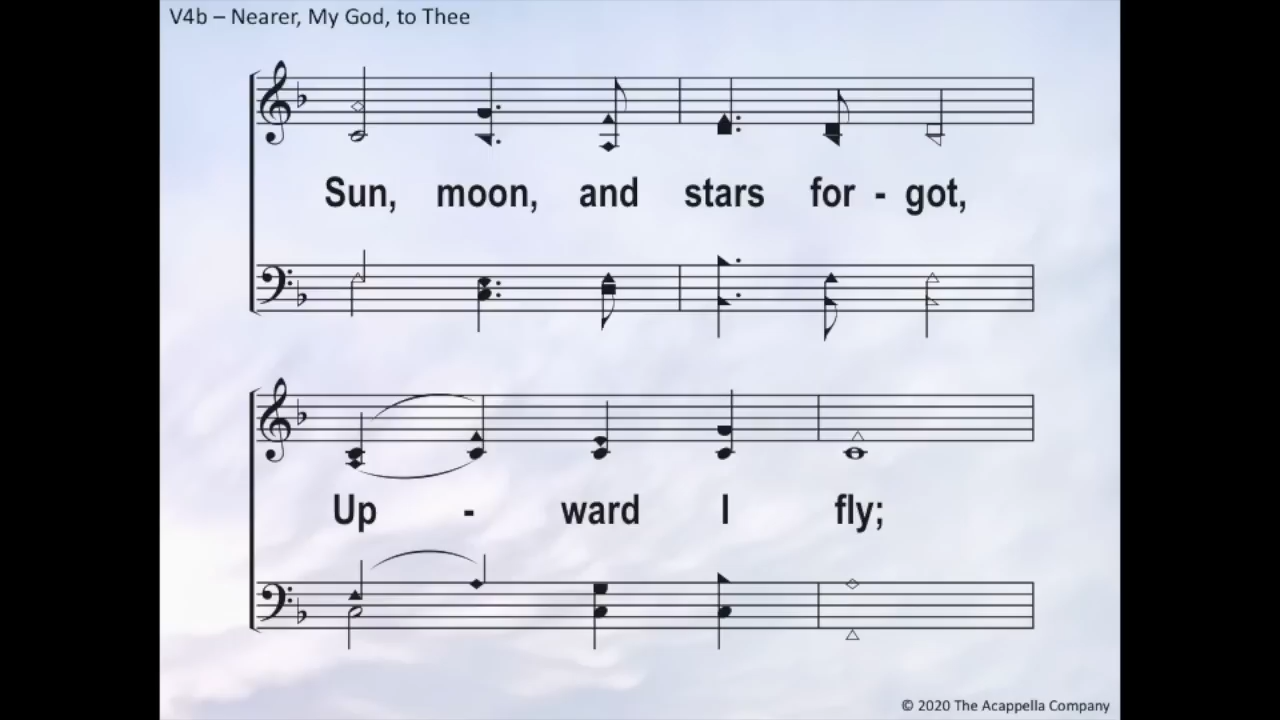 V4b – Nearer, My God, to Thee
Sun, moon, and stars for - got,
Up - ward I fly;
© 2020 The Acappella Company